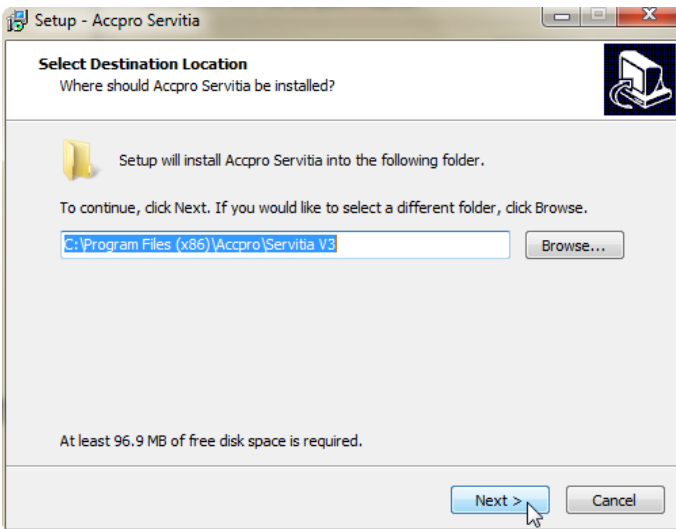 Setup - Accpro Servitia
Select Destination Location
Where should Accpro Servitia be installed?
Setup will install Accpro Servitia into the following folder.
To continue, click Next. If you would like to select a different folder, click Browse.
C:\Program Files (x86)\Accpro\Servitia V3
Browse...
At least 96.9 MB of free disk space is required.
Next >
Cancel